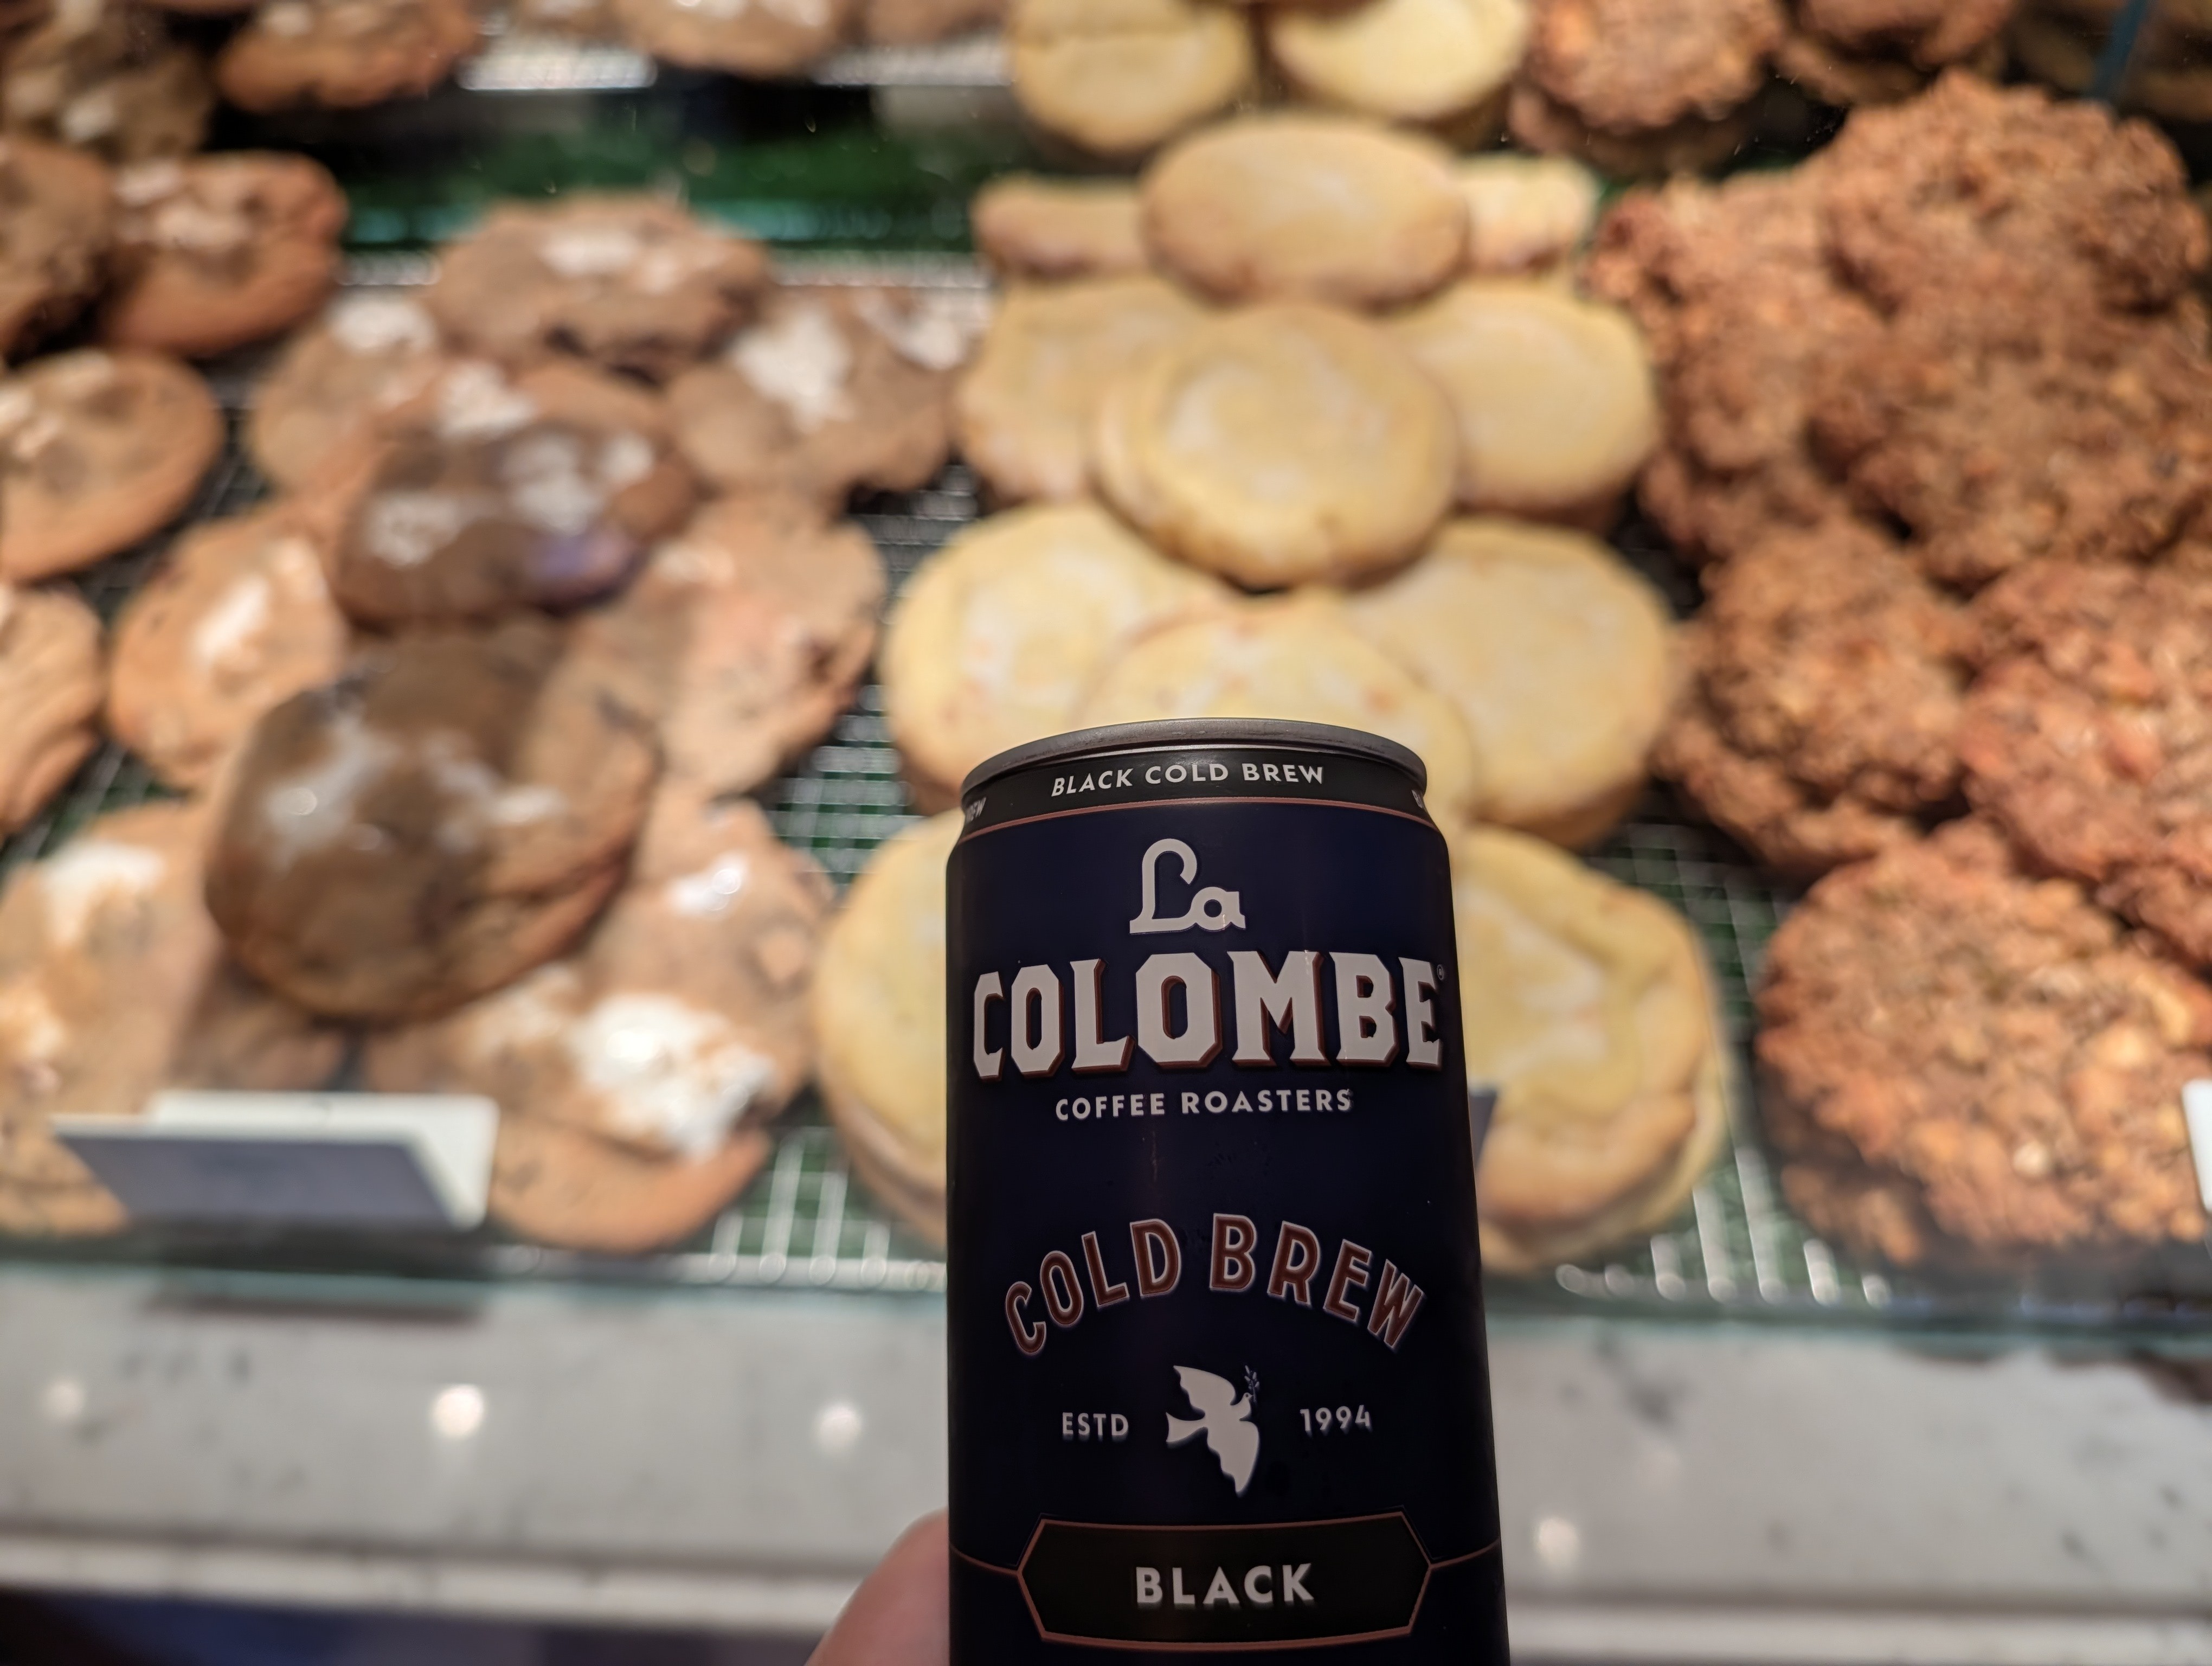 BLACK COLD BREW
La
COLOMBE®
COFFEE ROASTERS
COLD BREW
ESTD 1994
BLACK